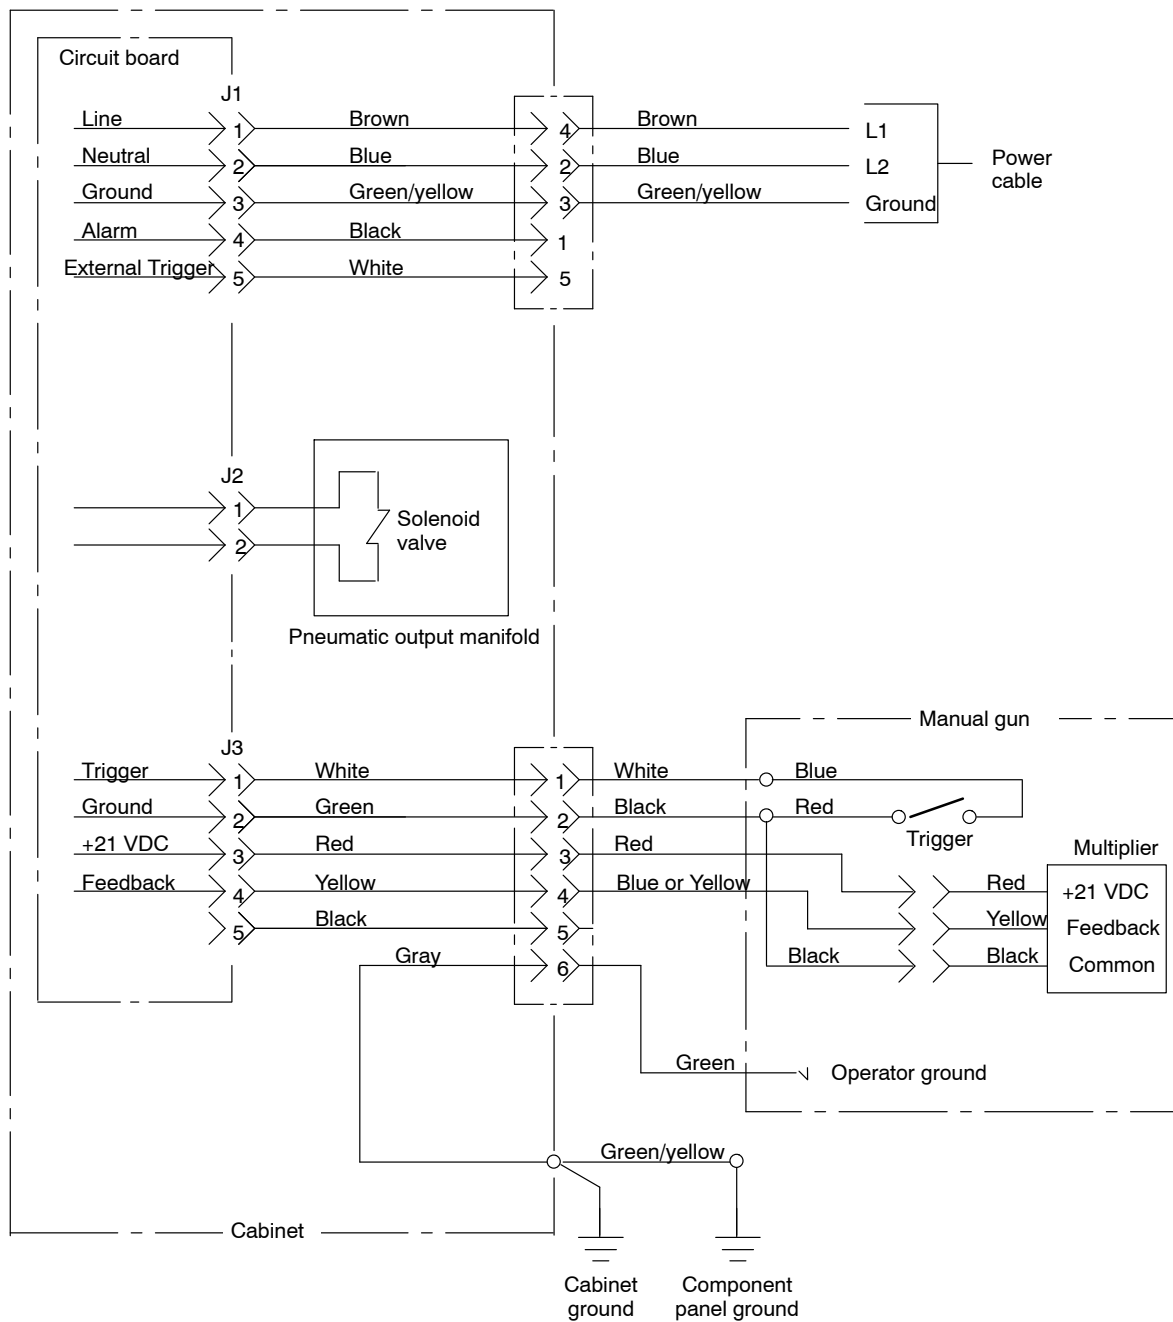 Circuit board
J1
Line 1 Brown 4 Brown L1
Neutral 2 Blue 2 Blue L2
Power
cable
Ground 3 Green/yellow 3 Green/yellow Ground
Alarm 4 Black 1
External Trigger 5 White 5
J2
1
2
Solenoid
valve
Pneumatic output manifold
Manual gun
J3
Trigger 1 White 1 White Blue
Ground 2 Green 2 Black Red
Trigger
+21 VDC 3 Red 3 Red
Multiplier
Feedback 4 Yellow 4 Blue or Yellow Red +21 VDC
5 Black 5 Yellow Feedback
Gray 6 Black Black Common
Green Operator ground
Green/yellow
Cabinet
Cabinet
ground
Component
panel ground